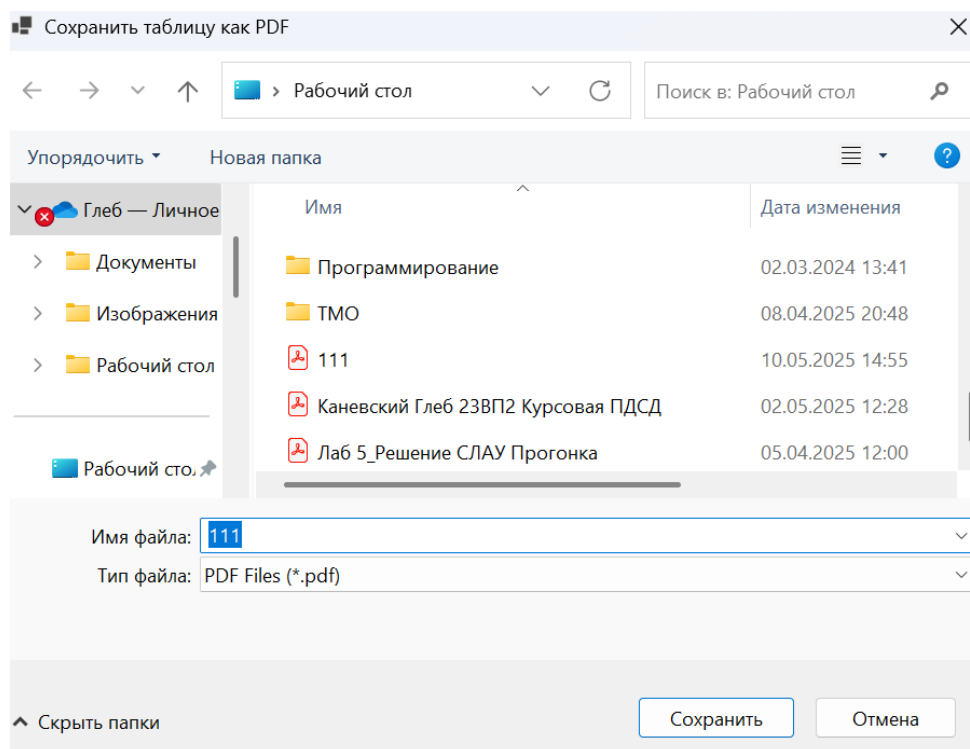 Сохранить таблицу как PDF
Рабочий стол
Поиск в: Рабочий стол
Упорядочить
Новая папка
?
Глеб — Личное
Документы
Изображения
Рабочий стол
Рабочий сто
Имя
Дата изменения
Программирование 02.03.2024 13:41
ТМО 08.04.2025 20:48
111 10.05.2025 14:55
Каневский Глеб 23ВП2 Курсовая ПДСД 02.05.2025 12:28
Лаб 5_Решение СЛАУ Прогонка 05.04.2025 12:00
Имя файла: 111
Тип файла: PDF Files (*.pdf)
Скрыть папки
Сохранить
Отмена